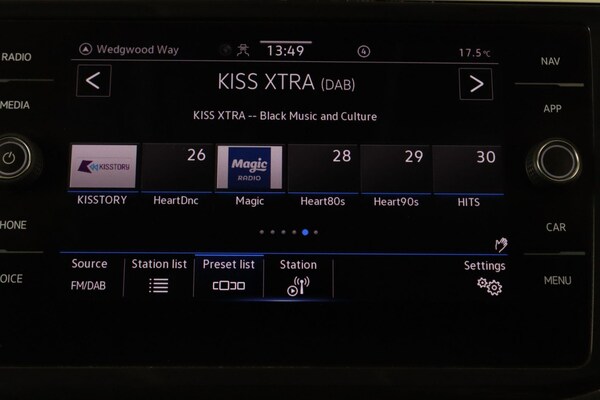 RADIO
MEDIA
HONE
OICE
Wedgwood Way
13:49
4
17.5°C
KISS XTRA (DAB)
KISS XTRA -- Black Music and Culture
KISSTORY
26
Magic
RADIO
28
29
30
KISSTORY
HeartDnc
Magic
Heart80s
Heart90s
HITS
Source
FM/DAB
Station list
Preset list
Station
Settings
NAV
APP
CAR
MENU